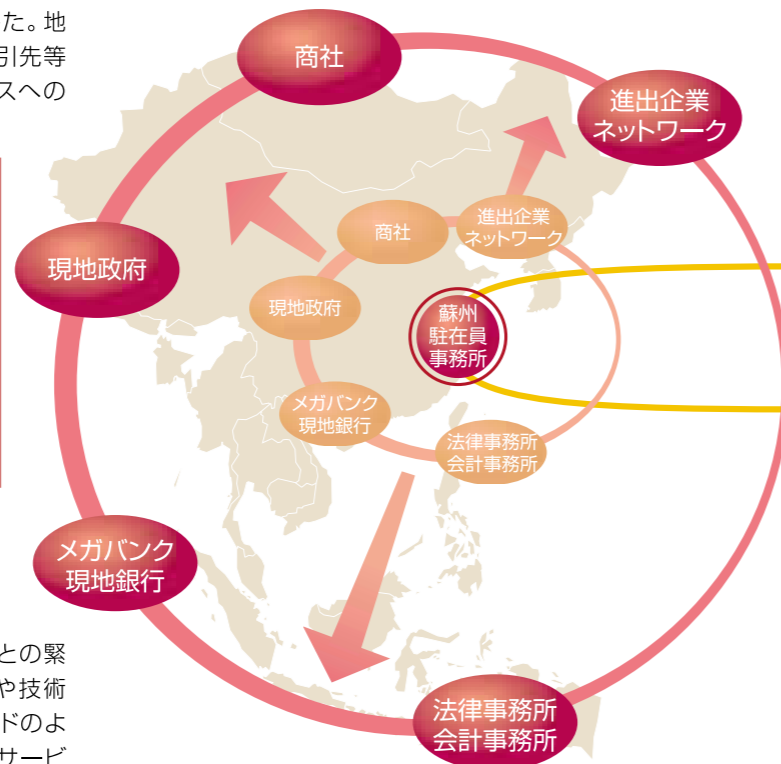 た。地
引先等
スへの
商社
進出企業
ネットワーク
現地政府
商社
進出企業
ネットワーク
現地政府
蘇州
駐在員
事務所
メガバンク
現地銀行
法律事務所
会計事務所
メガバンク
現地銀行
法律事務所
会計事務所
との緊
や技術
ドのよ
サービ